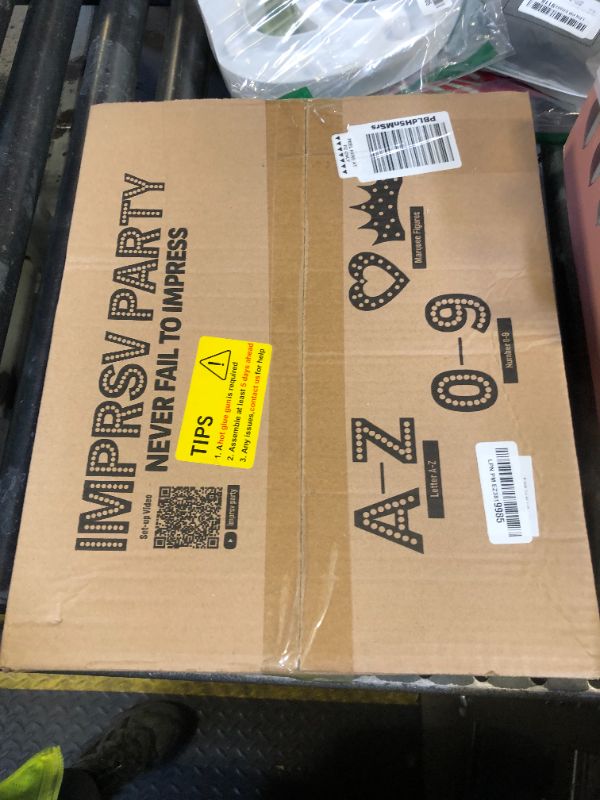 IMPRSV PARTY
NEVER FAIL TO IMPRESS
Set-up Video
Imprsv party
TIPS
1. A hot glue gun is required
2. Assemble at least 5 days ahead
3. Any issues, contact us for help
A-Z
Letter A-Z
0-9
Number 0-9
Marquee Figures
PBLdH5nMSrs